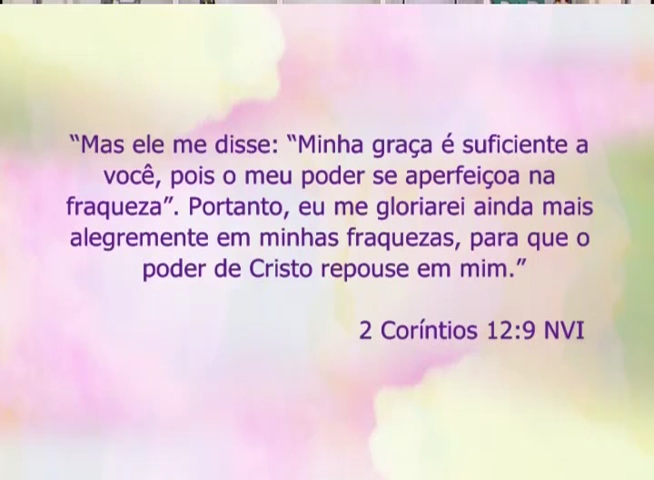 “Mas ele me disse: “Minha graça é suficiente a
você, pois o meu poder se aperfeiçoa na
fraqueza”. Portanto, eu me gloriarei ainda mais
alegremente em minhas fraquezas, para que o
poder de Cristo repouse em mim.”
2 Coríntios 12:9 NVI